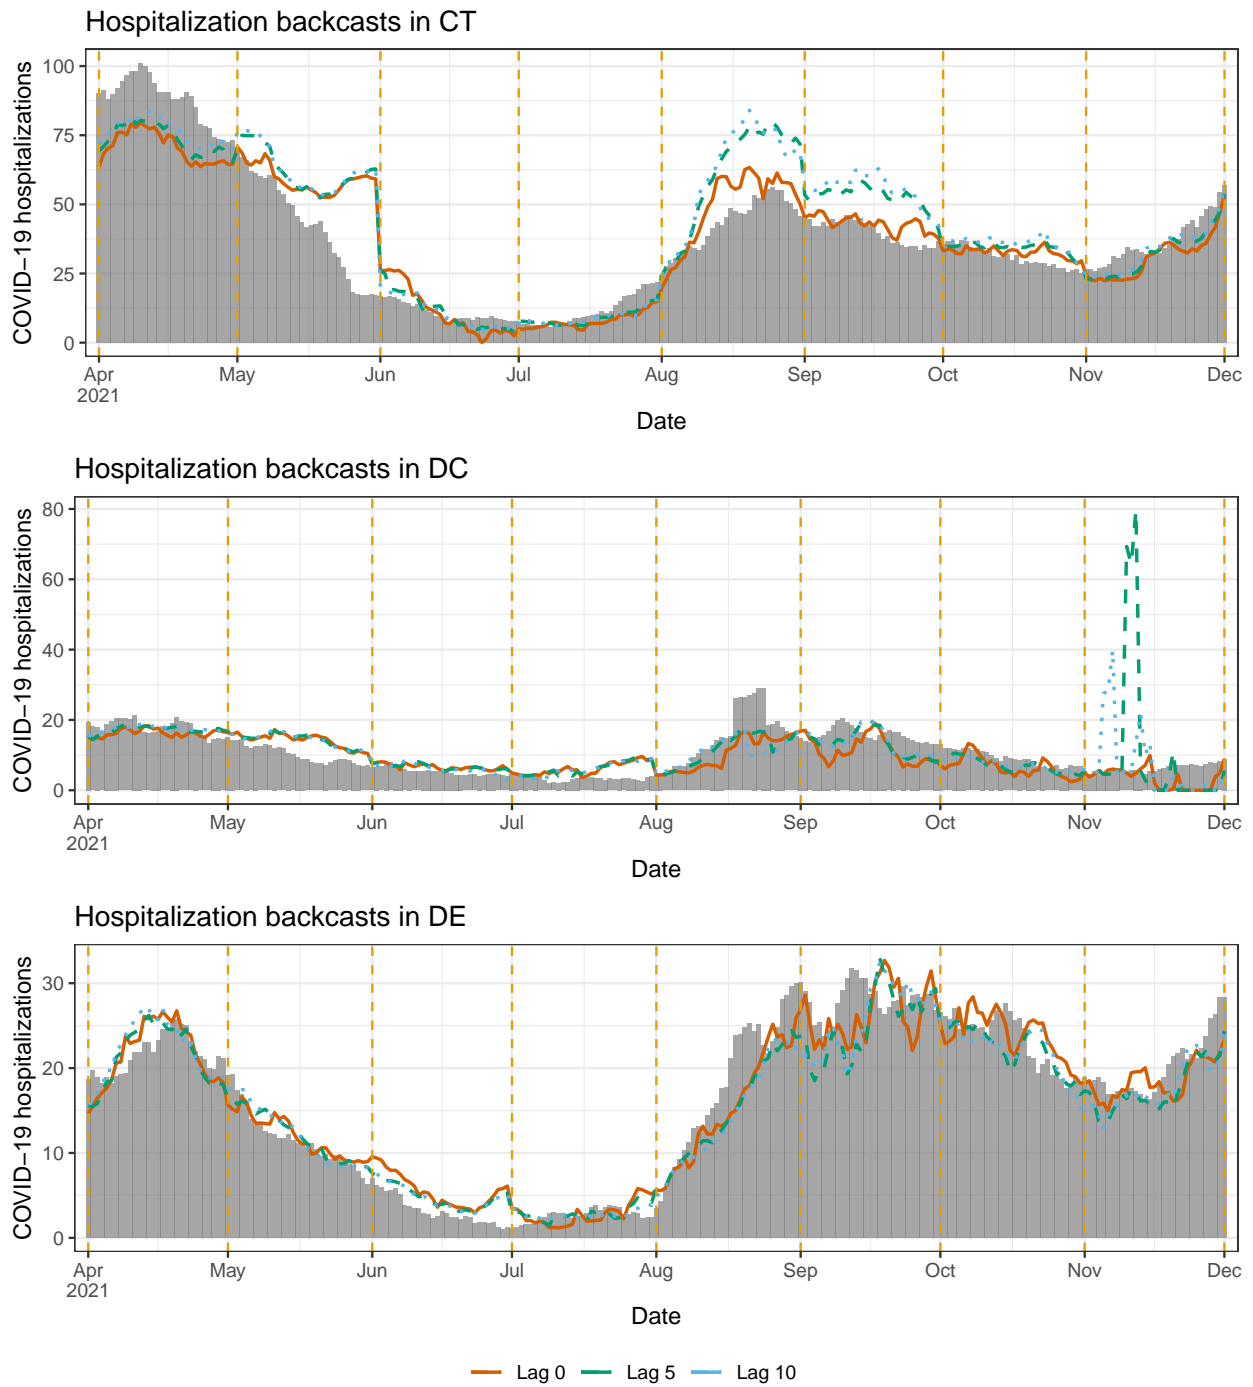 Hospitalization backcasts in CT
COVID−19 hospitalizations
100
75
50
25
0
Apr
2021
May
Jun
Jul
Aug
Sep
Oct
Nov
Dec
Date
Hospitalization backcasts in DC
COVID−19 hospitalizations
80
60
40
20
0
Apr
2021
May
Jun
Jul
Aug
Sep
Oct
Nov
Dec
Date
Hospitalization backcasts in DE
COVID−19 hospitalizations
30
20
10
0
Apr
2021
May
Jun
Jul
Aug
Sep
Oct
Nov
Dec
Date
Lag 0 Lag 5 Lag 10